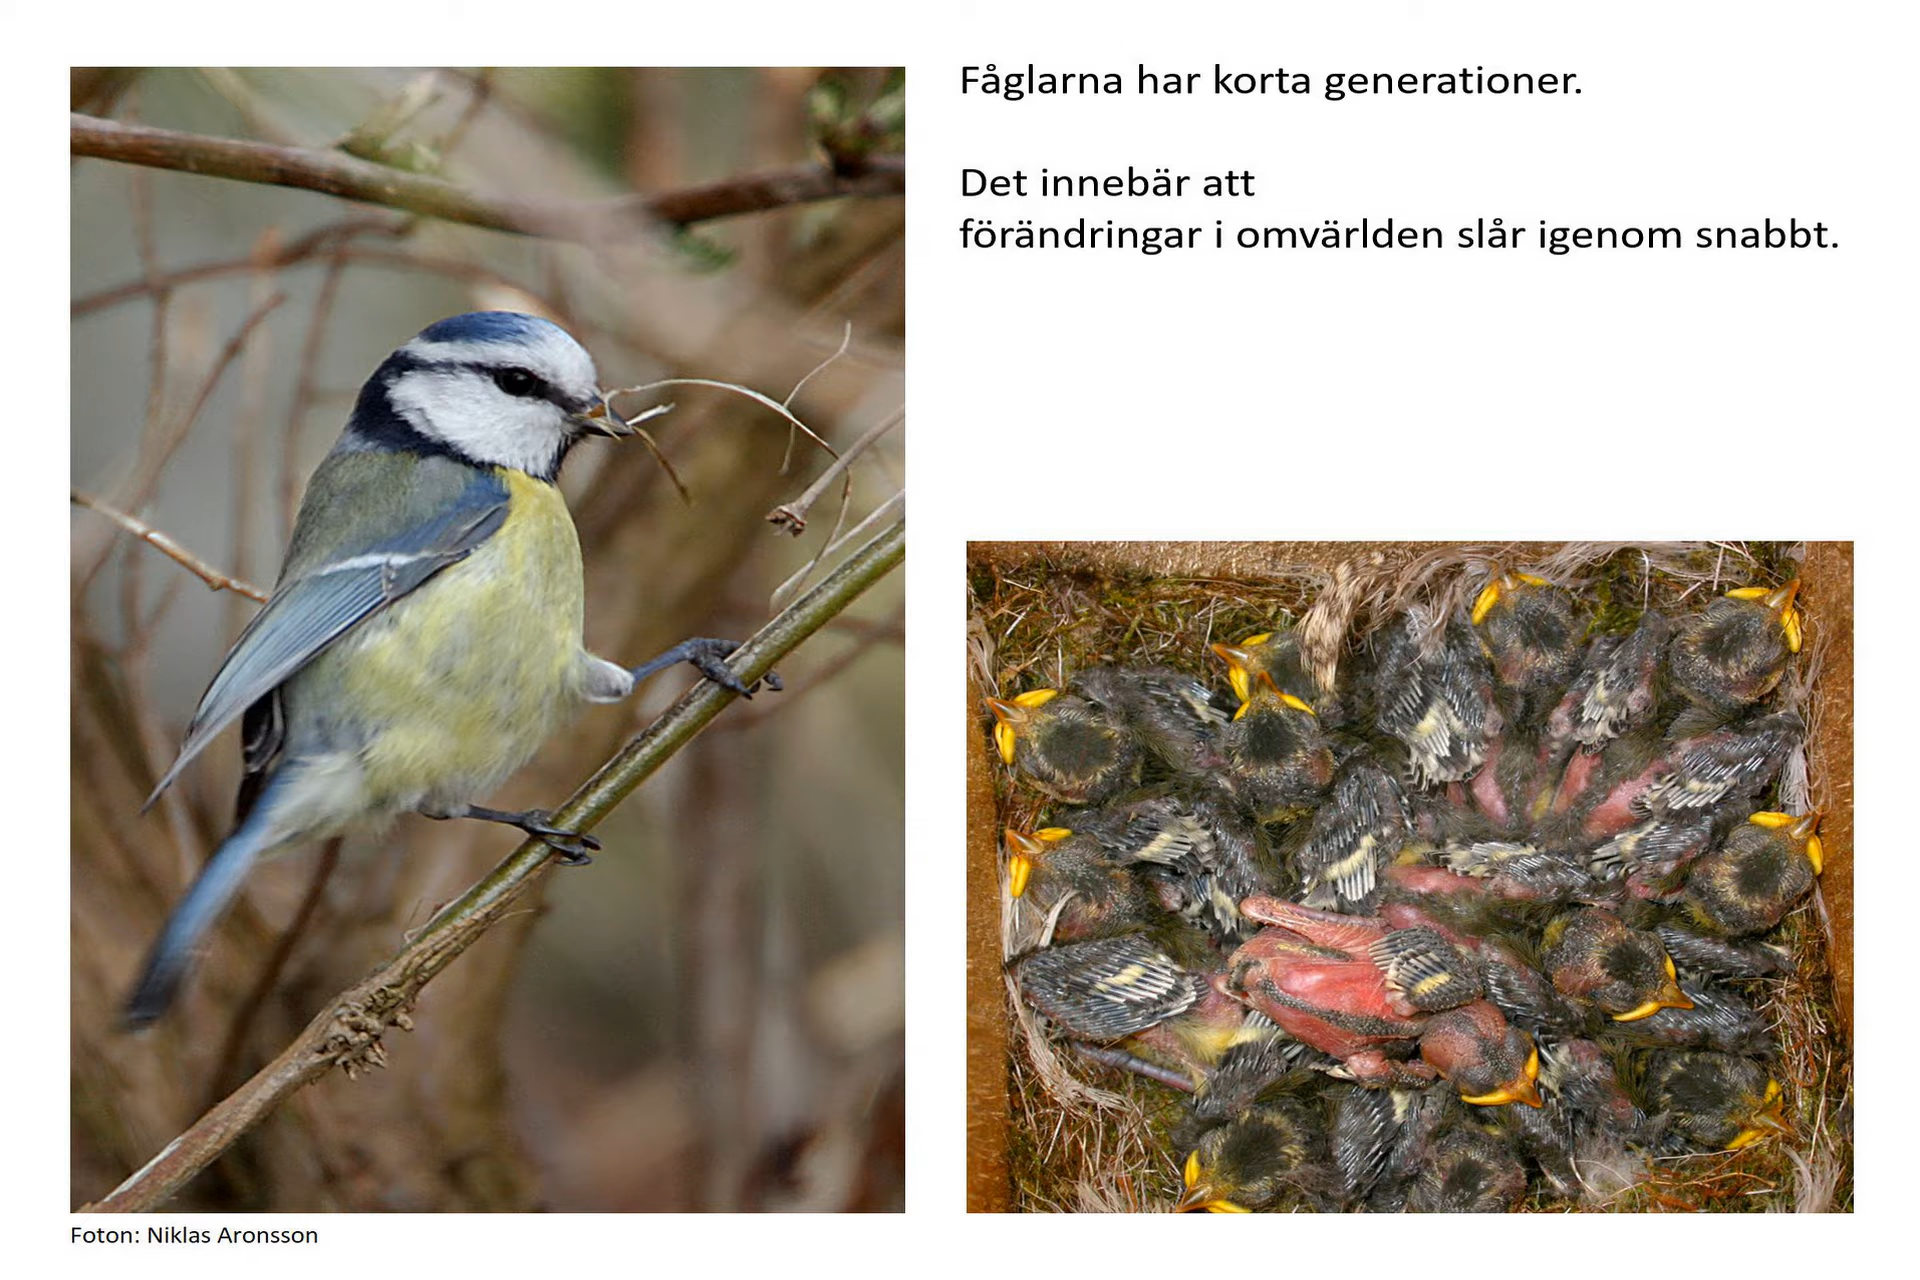 Fåglarna har korta generationer.
Det innebär att
förändringar i omvärlden slår igenom snabbt.
Foton: Niklas Aronsson